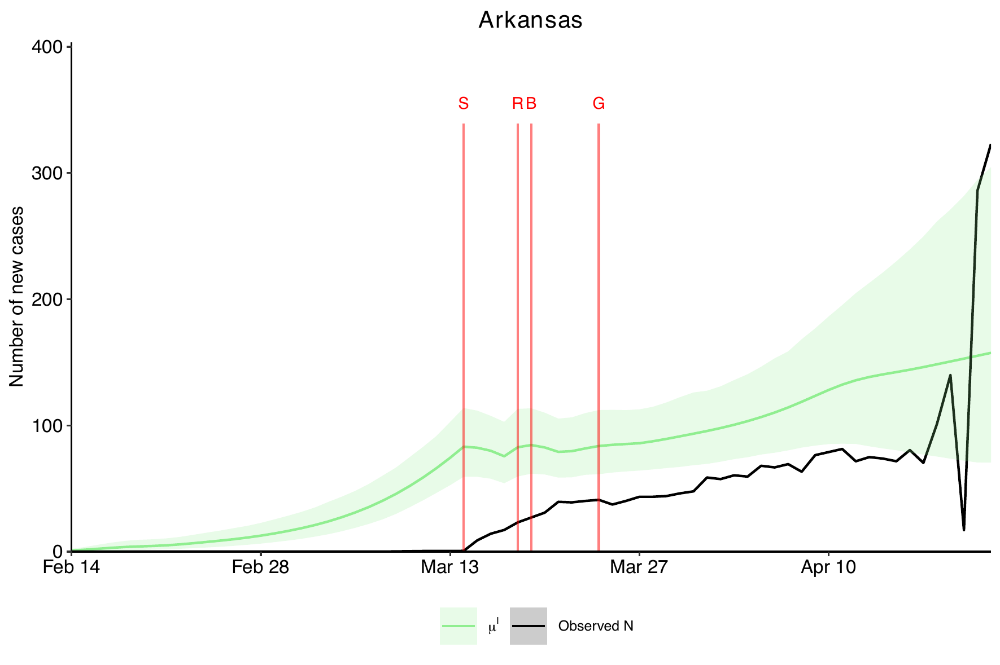 Arkansas
Number of new cases
400
300
200
100
0
S R B G
Feb 14 Feb 28 Mar 13 Mar 27 Apr 10
μ^I Observed N